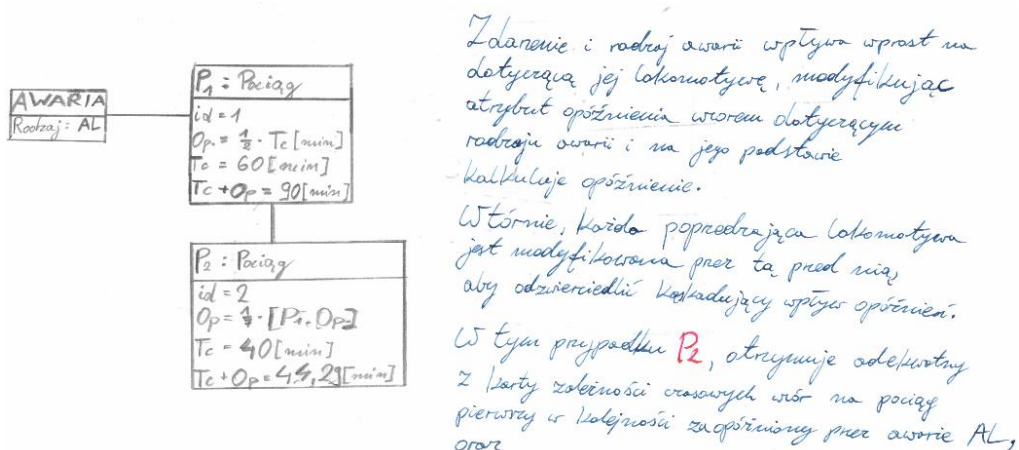 AWARIA
Rodzaj: AL
P1 : Pociąg
id = 1
Op = 1/2 · Tc [min]
Tc = 60 [min]
Tc + Op = 90 [min]
P2 : Pociąg
id = 2
Op = 1/7 · [P1.Op]
Tc = 40 [min]
Tc + Op = 44,29 [min]
Zdarzenie i rodzaj awarii wpływa wprost na
dotyczącą jej lokomotywę, modyfikując
atrybut opóźnienia wzorem dotyczącym
rodzaju awarii i na jego podstawie
kalkuluje opóźnienie.
Wtórnie, każda poprzedzająca lokomotywa
jest modyfikowana przez tą przed nią,
aby odzwierciedlić kaskadujący wpływ opóźnień.
W tym przypadku P2, otrzymuje adekwatny
z karty zależności czasowych wzór na pociąg
pierwszy w kolejności zaopóźniony przez awarie AL,
oraz